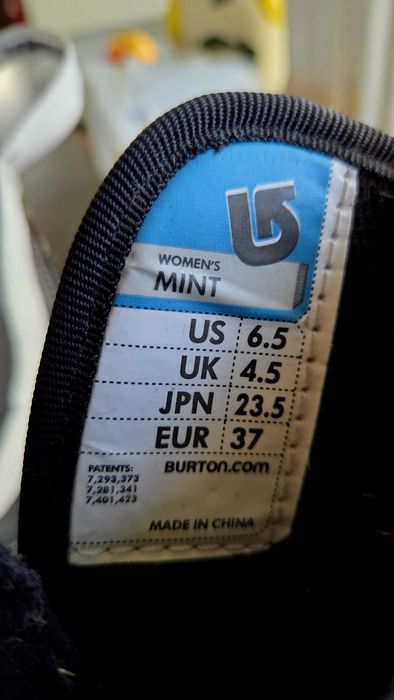 WOMEN'S
MINT
US 6.5
UK 4.5
JPN 23.5
EUR 37
PATENTS: BURTON.COM
7,293,373
7,281,341
7,401,423
MADE IN CHINA